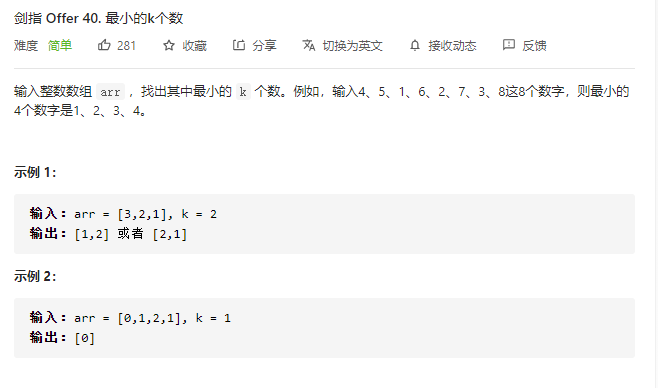 剑指 Offer 40. 最小的k个数
难度 简单 281 收藏 分享 切换为英文 接收动态 反馈
输入整数数组 arr ，找出其中最小的 k 个数。例如，输入4、5、1、6、2、7、3、8这8个数字，则最小的
4个数字是1、2、3、4。
示例 1：
输入：arr = [3,2,1], k = 2
输出：[1,2] 或者 [2,1]
示例 2：
输入：arr = [0,1,2,1], k = 1
输出：[0]